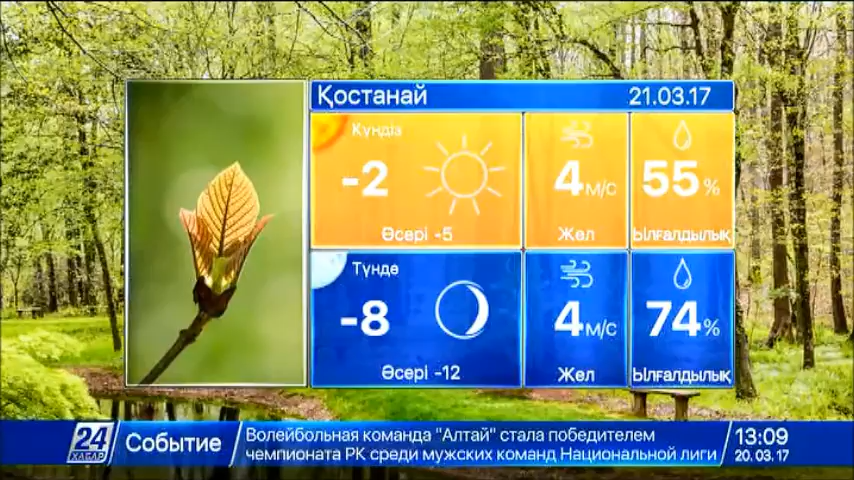 Қостанай 21.03.17
Күндіз
-2
Әсері -5
4 м/с
Жел
55 %
Ылғалдылық
Түнде
-8
Әсері -12
4 м/с
Жел
74 %
Ылғалдылық
24
ХАБАР
Событие
Волейбольная команда "Алтай" стала победителем
чемпионата РК среди мужских команд Национальной лиги
13:09
20.03.17